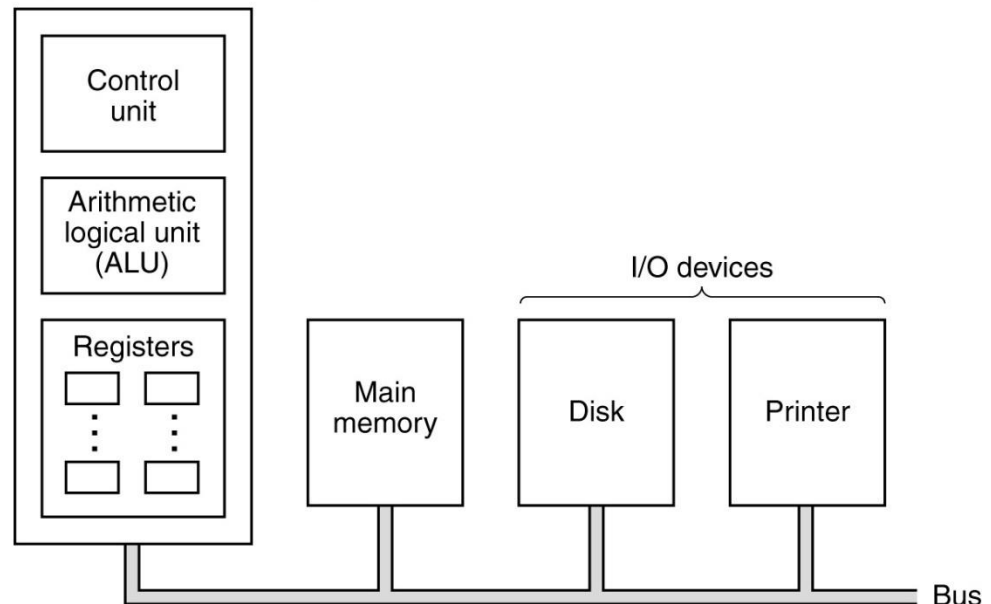 Control
unit
Arithmetic
logical unit
(ALU)
Registers
I/O devices
Main
memory
Disk
Printer
Bus